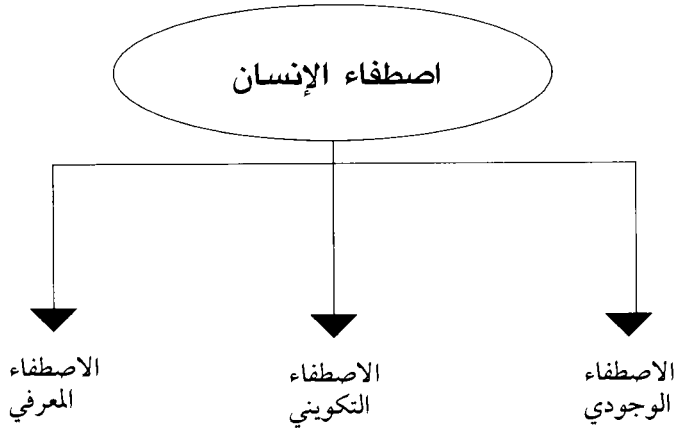 اصطفاء الإنسان
الاصطفاء
الوجودي
الاصطفاء
التكويني
الاصطفاء
المعرفي